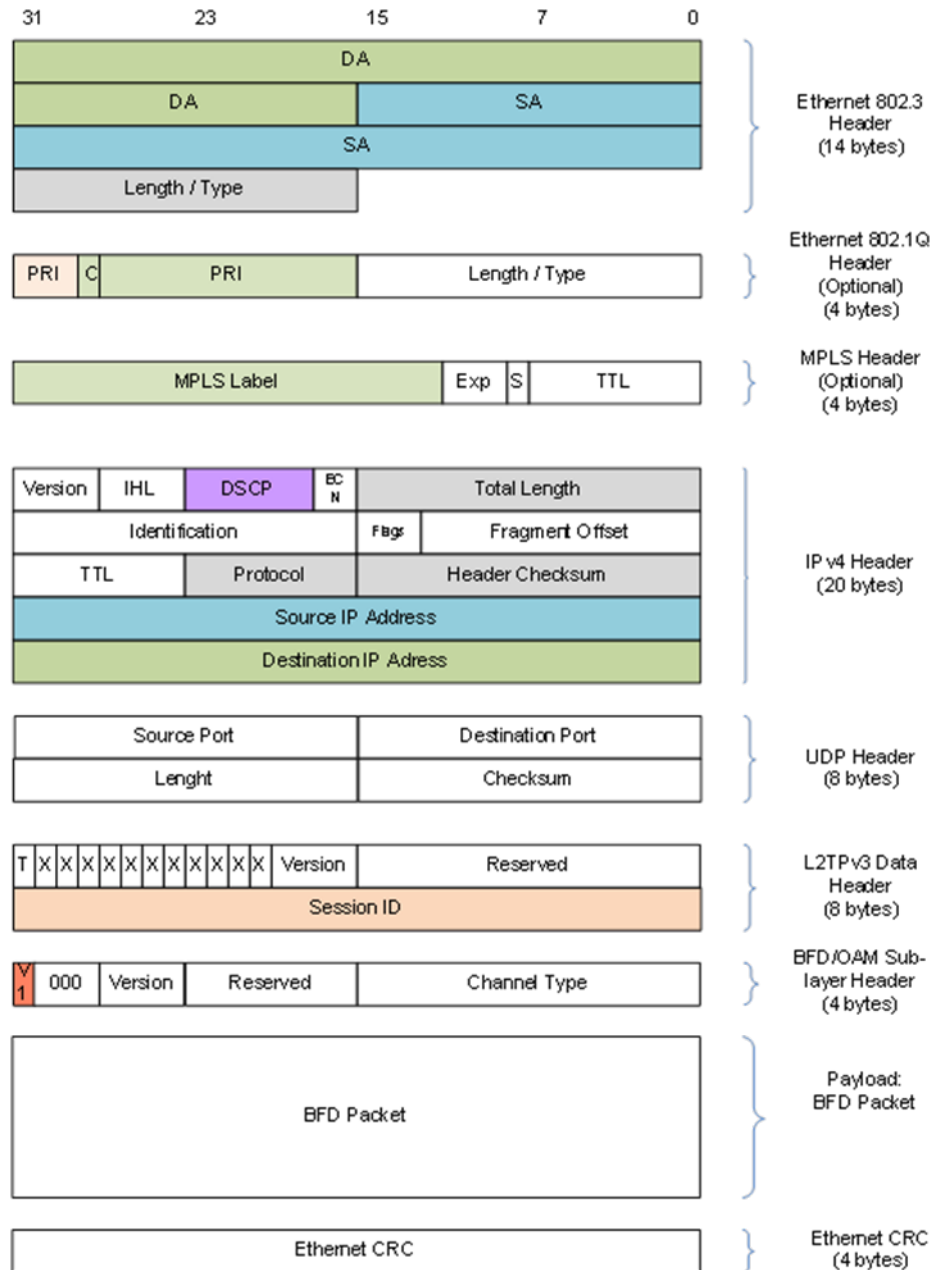 31 23 15 7 0
DA
Ethernet 802.3
Header
(14 bytes)
DA SA
SA
Length / Type
Ethernet 802.1Q
Header
(Optional)
(4 bytes)
PRI C PRI Length / Type
MPLS Header
(Optional)
(4 bytes)
MPLS Label Exp S TTL
Version IHL DSCP EC
N Total Length
Identification Flags Fragment Offset
TTL Protocol Header Checksum
IPv4 Header
(20 bytes)
Source IP Address
Destination IP Adress
Source Port Destination Port
Lenght Checksum
UDP Header
(8 bytes)
T X X X X X X X X X X X Version Reserved
Session ID
L2TPv3 Data
Header
(8 bytes)
V
1 000 Version Reserved Channel Type
BFD/OAM Sub-
layer Header
(4 bytes)
BFD Packet
Payload:
BFD Packet
Ethernet CRC
Ethernet CRC
(4 bytes)